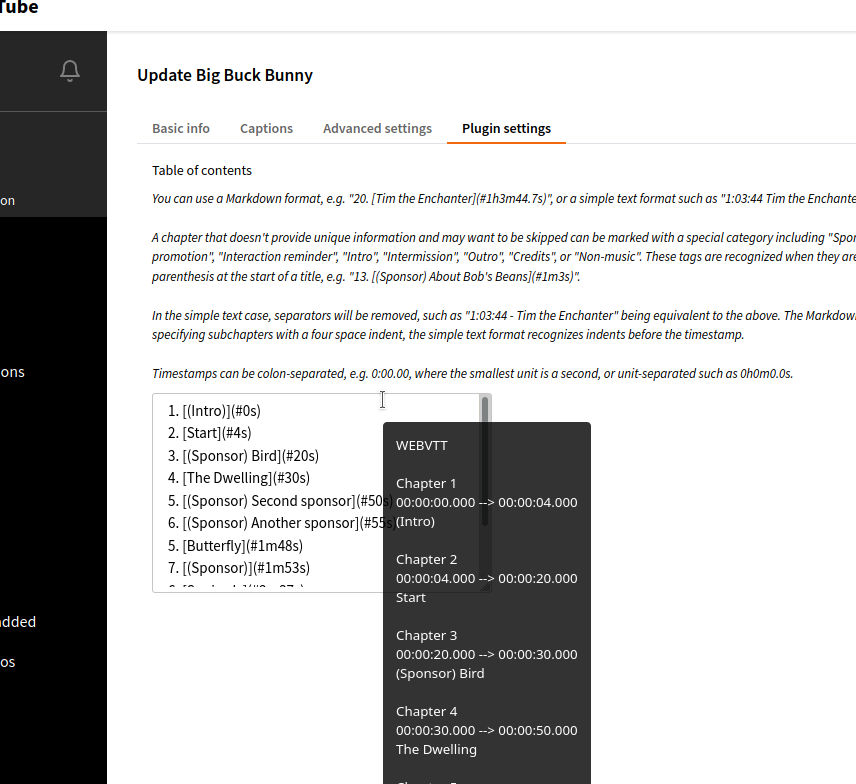 Tube
Update Big Buck Bunny
Basic info Captions Advanced settings Plugin settings
on
Table of contents
You can use a Markdown format, e.g. "20. [Tim the Enchanter](#1h3m44.7s)", or a simple text format such as "1:03:44 Tim the Enchante
A chapter that doesn't provide unique information and may want to be skipped can be marked with a special category including "Spor
promotion", "Interaction reminder", "Intro", "Intermission", "Outro", "Credits", or "Non-music". These tags are recognized when they are
parenthesis at the start of a title, e.g. "13. [(Sponsor) About Bob's Beans](#1m3s)".
In the simple text case, separators will be removed, such as "1:03:44 - Tim the Enchanter" being equivalent to the above. The Markdow
specifying subchapters with a four space indent, the simple text format recognizes indents before the timestamp.
Timestamps can be colon-separated, e.g. 0:00.00, where the smallest unit is a second, or unit-separated such as 0h0m0.0s.
ons
1. [(Intro)](#0s)
2. [Start](#4s)
3. [(Sponsor) Bird](#20s)
4. [The Dwelling](#30s)
5. [(Sponsor) Second sponsor](#50s)
6. [(Sponsor) Another sponsor](#55s)
5. [Butterfly](#1m48s)
7. [(Sponsor)](#1m53s)
WEBVTT
Chapter 1
00:00:00.000 --> 00:00:04.000
(Intro)
Chapter 2
00:00:04.000 --> 00:00:20.000
Start
Chapter 3
00:00:20.000 --> 00:00:30.000
(Sponsor) Bird
Chapter 4
00:00:30.000 --> 00:00:50.000
The Dwelling
added
os